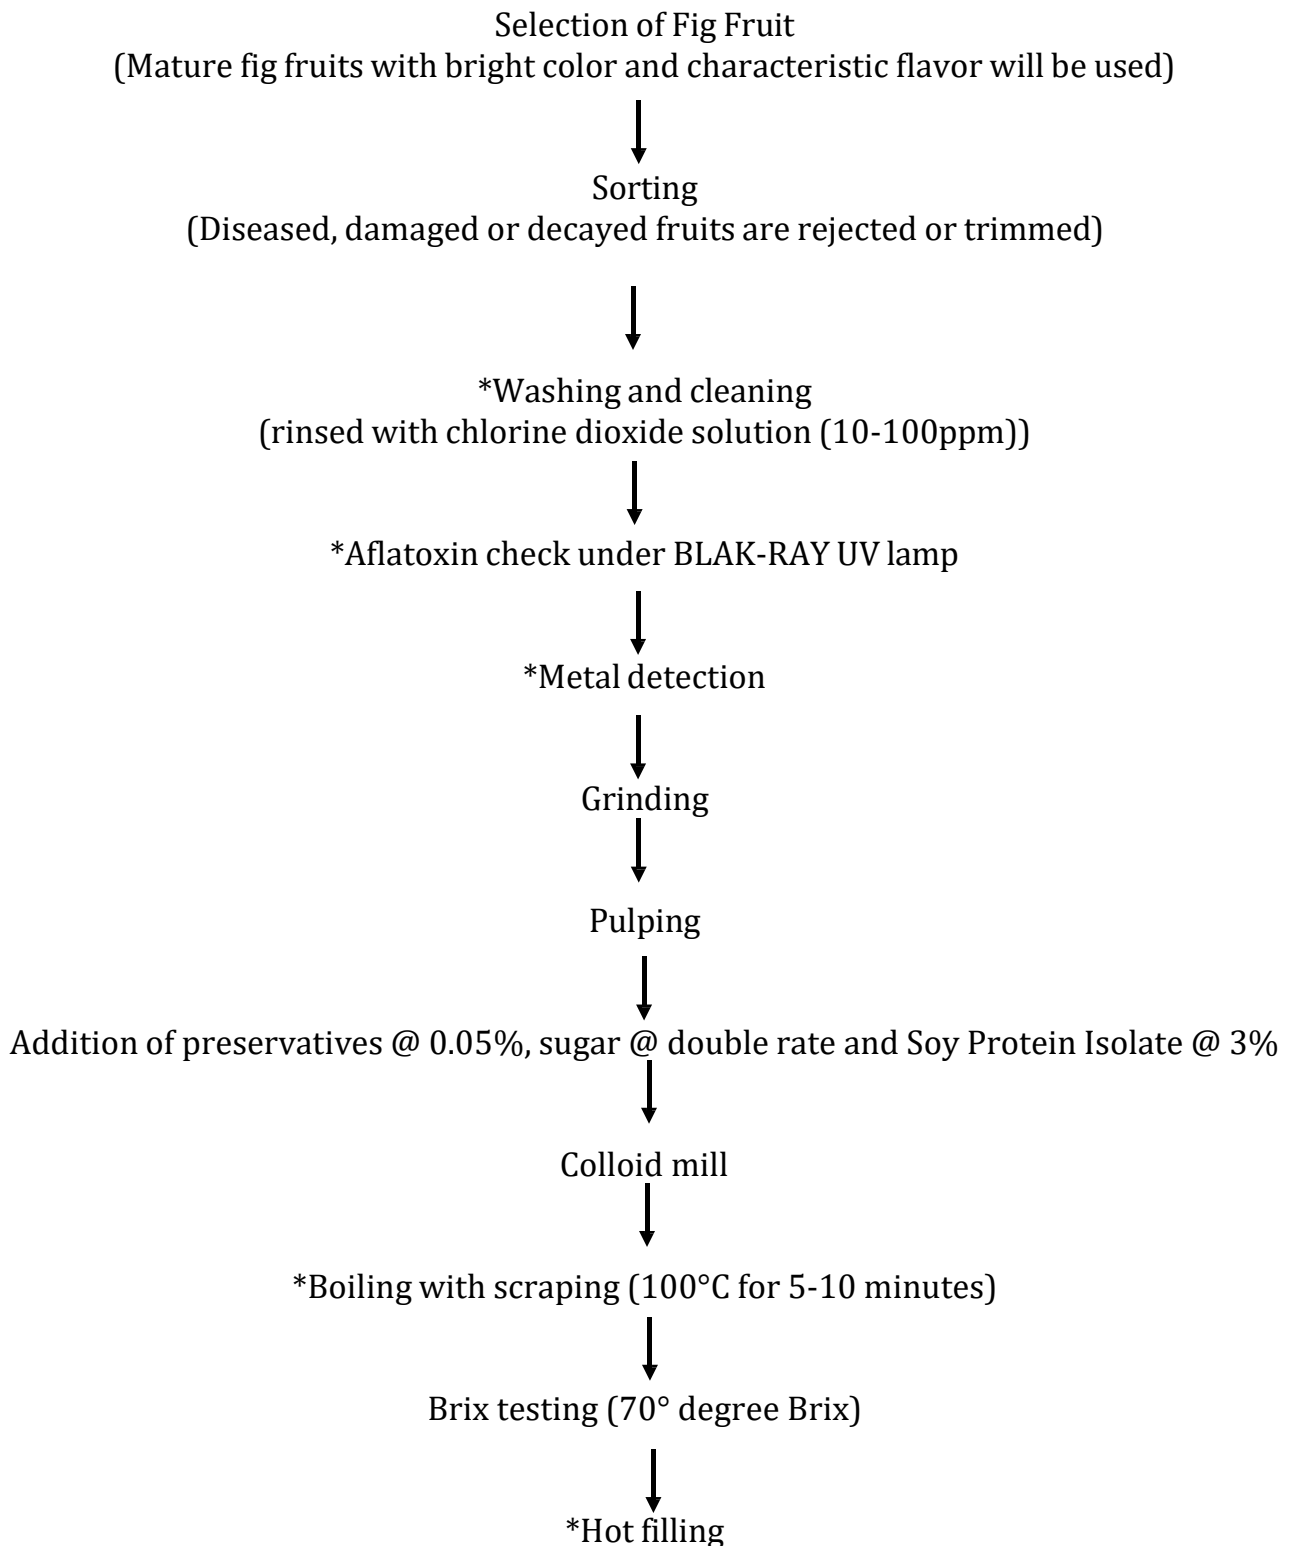 Selection of Fig Fruit
(Mature fig fruits with bright color and characteristic flavor will be used)
Sorting
(Diseased, damaged or decayed fruits are rejected or trimmed)
*Washing and cleaning
(rinsed with chlorine dioxide solution (10-100ppm))
*Aflatoxin check under BLAK-RAY UV lamp
*Metal detection
Grinding
Pulping
Addition of preservatives @ 0.05%, sugar @ double rate and Soy Protein Isolate @ 3%
Colloid mill
*Boiling with scraping (100°C for 5-10 minutes)
Brix testing (70° degree Brix)
*Hot filling